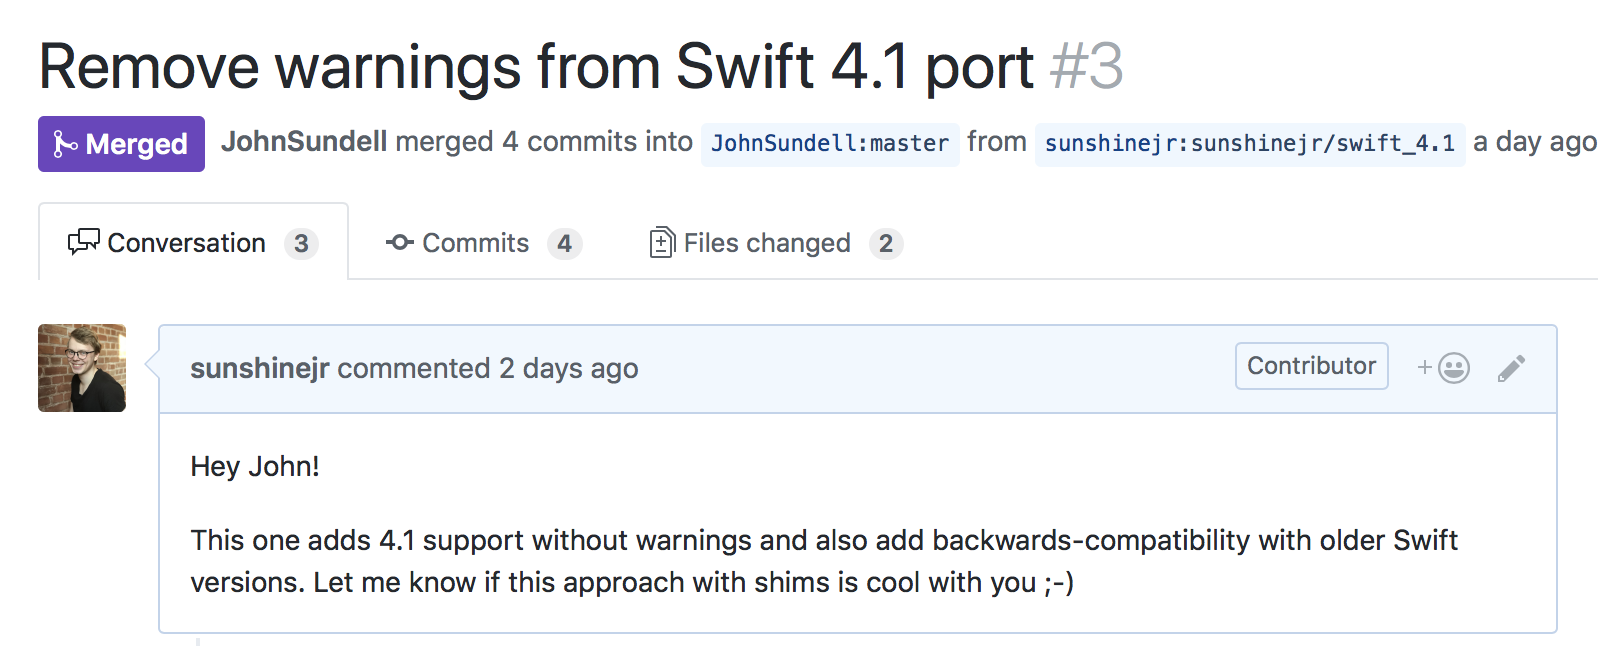 Remove warnings from Swift 4.1 port #3
Merged JohnSundell merged 4 commits into JohnSundell:master from sunshinejr:sunshinejr/swift_4.1 a day ago
Conversation 3 Commits 4 Files changed 2
sunshinejr commented 2 days ago Contributor +
Hey John!
This one adds 4.1 support without warnings and also add backwards-compatibility with older Swift
versions. Let me know if this approach with shims is cool with you ;-)